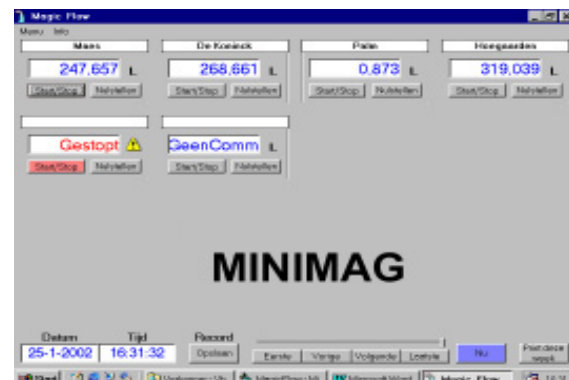 Magic Flow
Menu Info
Maes De Koninck Palm Hoegaarden
247,657 L 268,661 L 0,873 L 319,039 L
Start/Stop Nulstellen Start/Stop Nulstellen Start/Stop Nulstellen Start/Stop Nulstellen
Gestopt GeenComm L
Start/Stop Nulstellen Start/Stop Nulstellen
MINIMAG
Datum Tijd Record
25-1-2002 16:31:32 Opslaan Eerste Vorige Volgende Laatste Nu Print deze
week
Start Microsoft Word Magic Flow